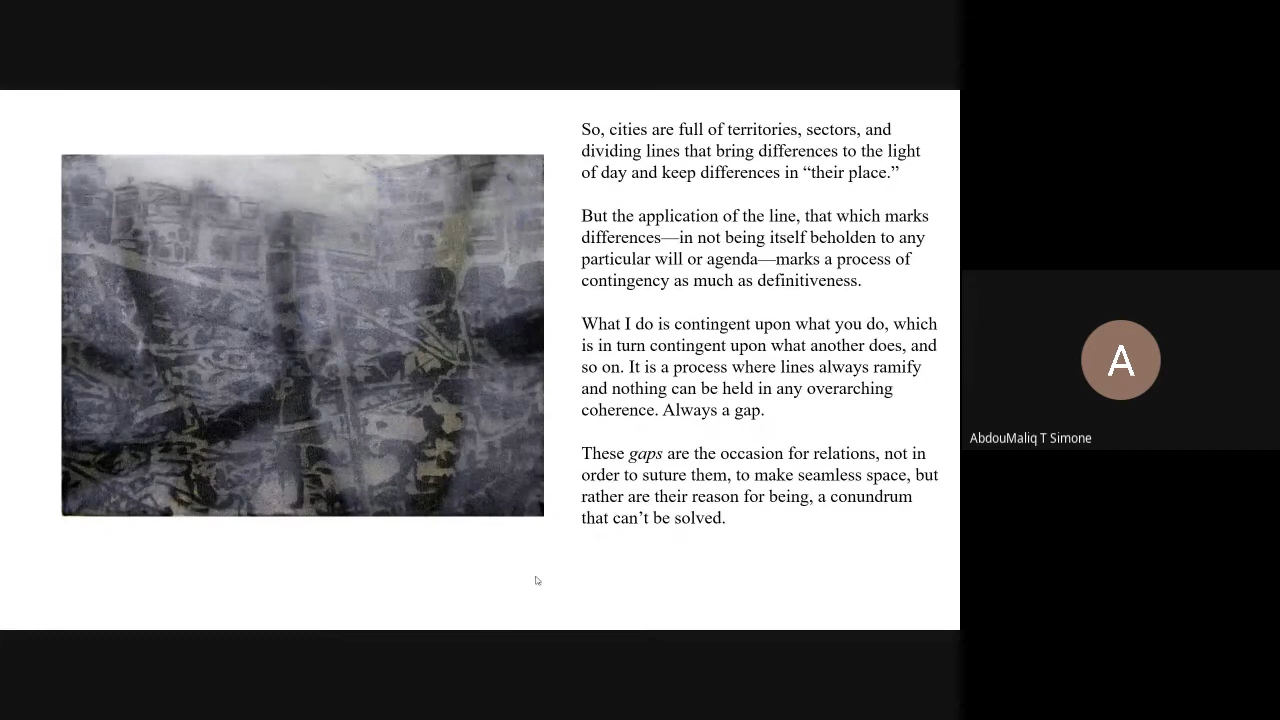 So, cities are full of territories, sectors, and
dividing lines that bring differences to the light
of day and keep differences in “their place.”
But the application of the line, that which marks
differences—in not being itself beholden to any
particular will or agenda—marks a process of
contingency as much as definitiveness.
What I do is contingent upon what you do, which
is in turn contingent upon what another does, and
so on. It is a process where lines always ramify
and nothing can be held in any overarching
coherence. Always a gap.
These gaps are the occasion for relations, not in
order to suture them, to make seamless space, but
rather are their reason for being, a conundrum
that can’t be solved.
A
AbdouMaliq T Simone